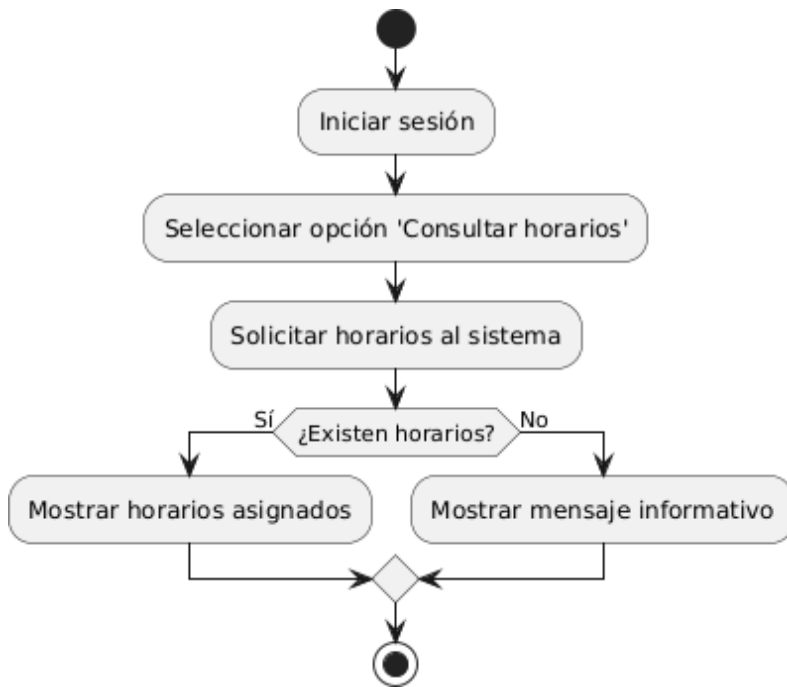 Iniciar sesión
Seleccionar opción 'Consultar horarios'
Solicitar horarios al sistema
Sí
¿Existen horarios?
No
Mostrar horarios asignados
Mostrar mensaje informativo